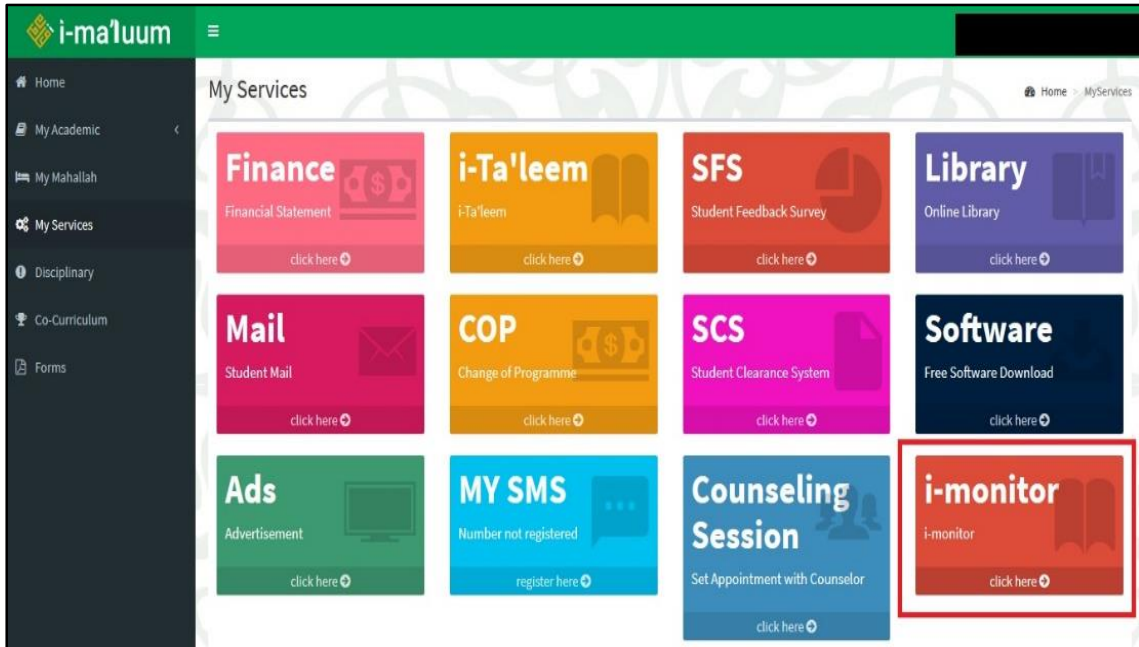 i-ma'luum
Home
My Academic
My Mahallah
My Services
Disciplinary
Co-Curriculum
Forms
My Services
Home > MyServices
Finance
Financial Statement
click here
i-Ta'leem
i-Ta'leem
click here
SFS
Student Feedback Survey
click here
Library
Online Library
click here
Mail
Student Mail
click here
COP
Change of Programme
click here
SCS
Student Clearance System
click here
Software
Free Software Download
click here
Ads
Advertisement
click here
MY SMS
Number not registered
register here
Counseling
Session
Set Appointment with Counselor
click here
i-monitor
i-monitor
click here